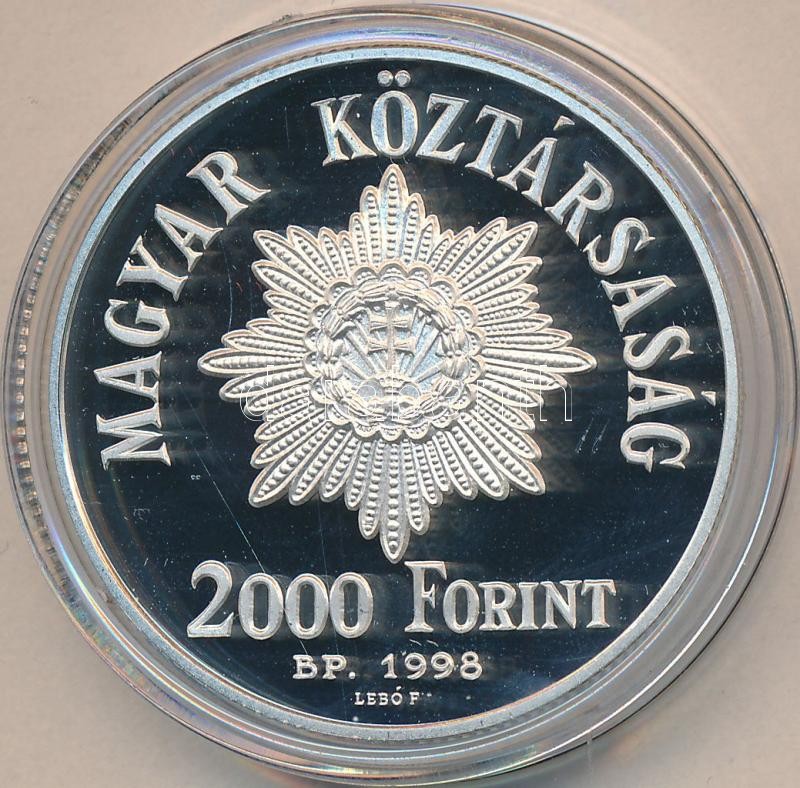 MAGYAR KÖZTÁRSASÁG
2000 FORINT
BP. 1998
LEBÓ F